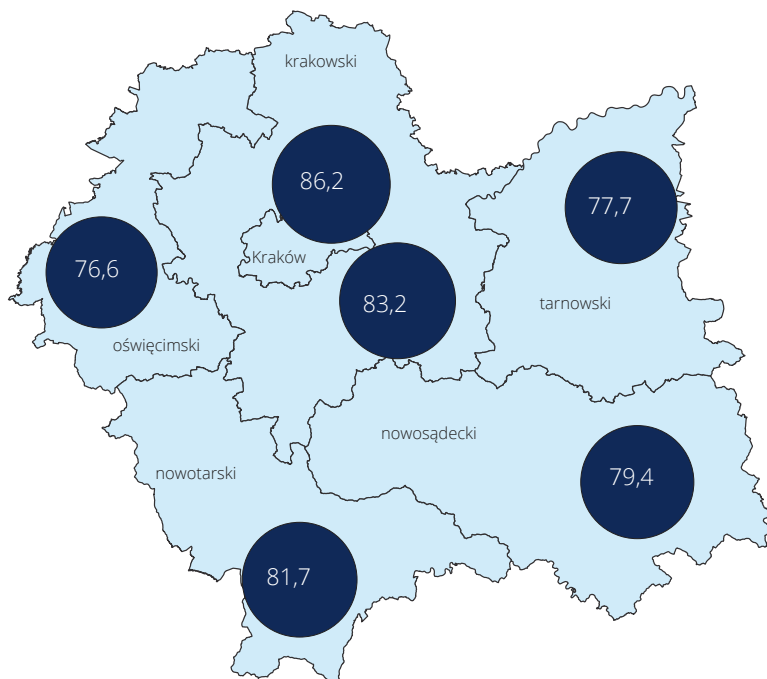 krakowski
86,2
77,7
Kraków
76,6
83,2
tarnowski
oświęcimski
nowosądecki
nowotarski
79,4
81,7